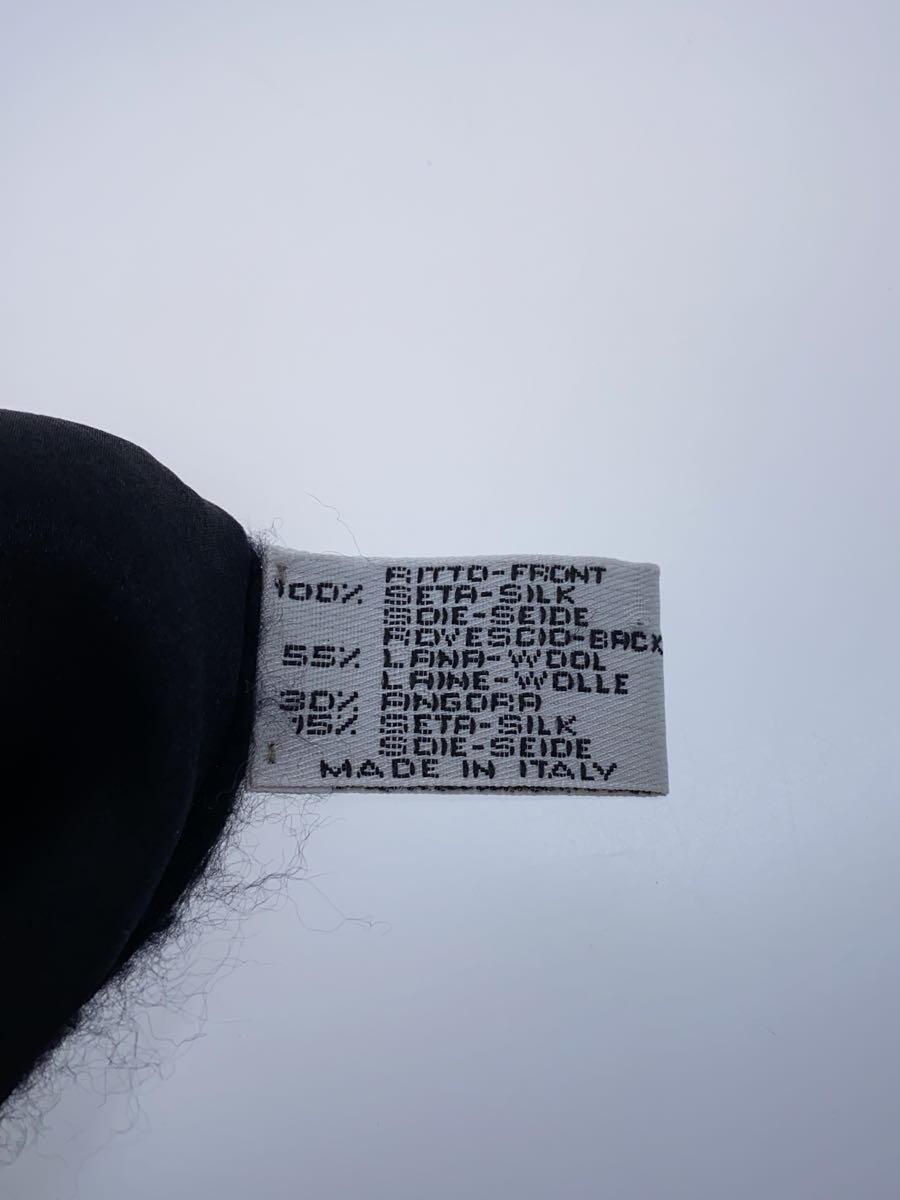 RITTO-FRONT
100% SETA-SILK
SOIE-SEIDE
ROVESCIO-BACK
55% LANA-WOOL
LAINE-WOLLE
30% ANGORA
15% SETA-SILK
SOIE-SEIDE
MADE IN ITALY